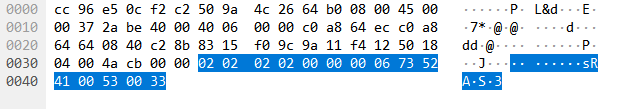 0000 cc 96 e5 0c f2 c2 50 9a 4c 26 64 b0 08 00 45 00 ······P· L&d···E·
0010 00 37 2a be 40 00 40 06 00 00 c0 a8 64 ec c0 a8 ·7*·@·@· ····d···
0020 64 64 08 40 c2 8b 83 15 f0 9c 9a 11 f4 12 50 18 dd·@···· ······P·
0030 04 00 4a cb 00 00 02 02 02 02 00 00 00 06 73 52 ··J····· ······sR
0040 41 00 53 00 33 A·S·3